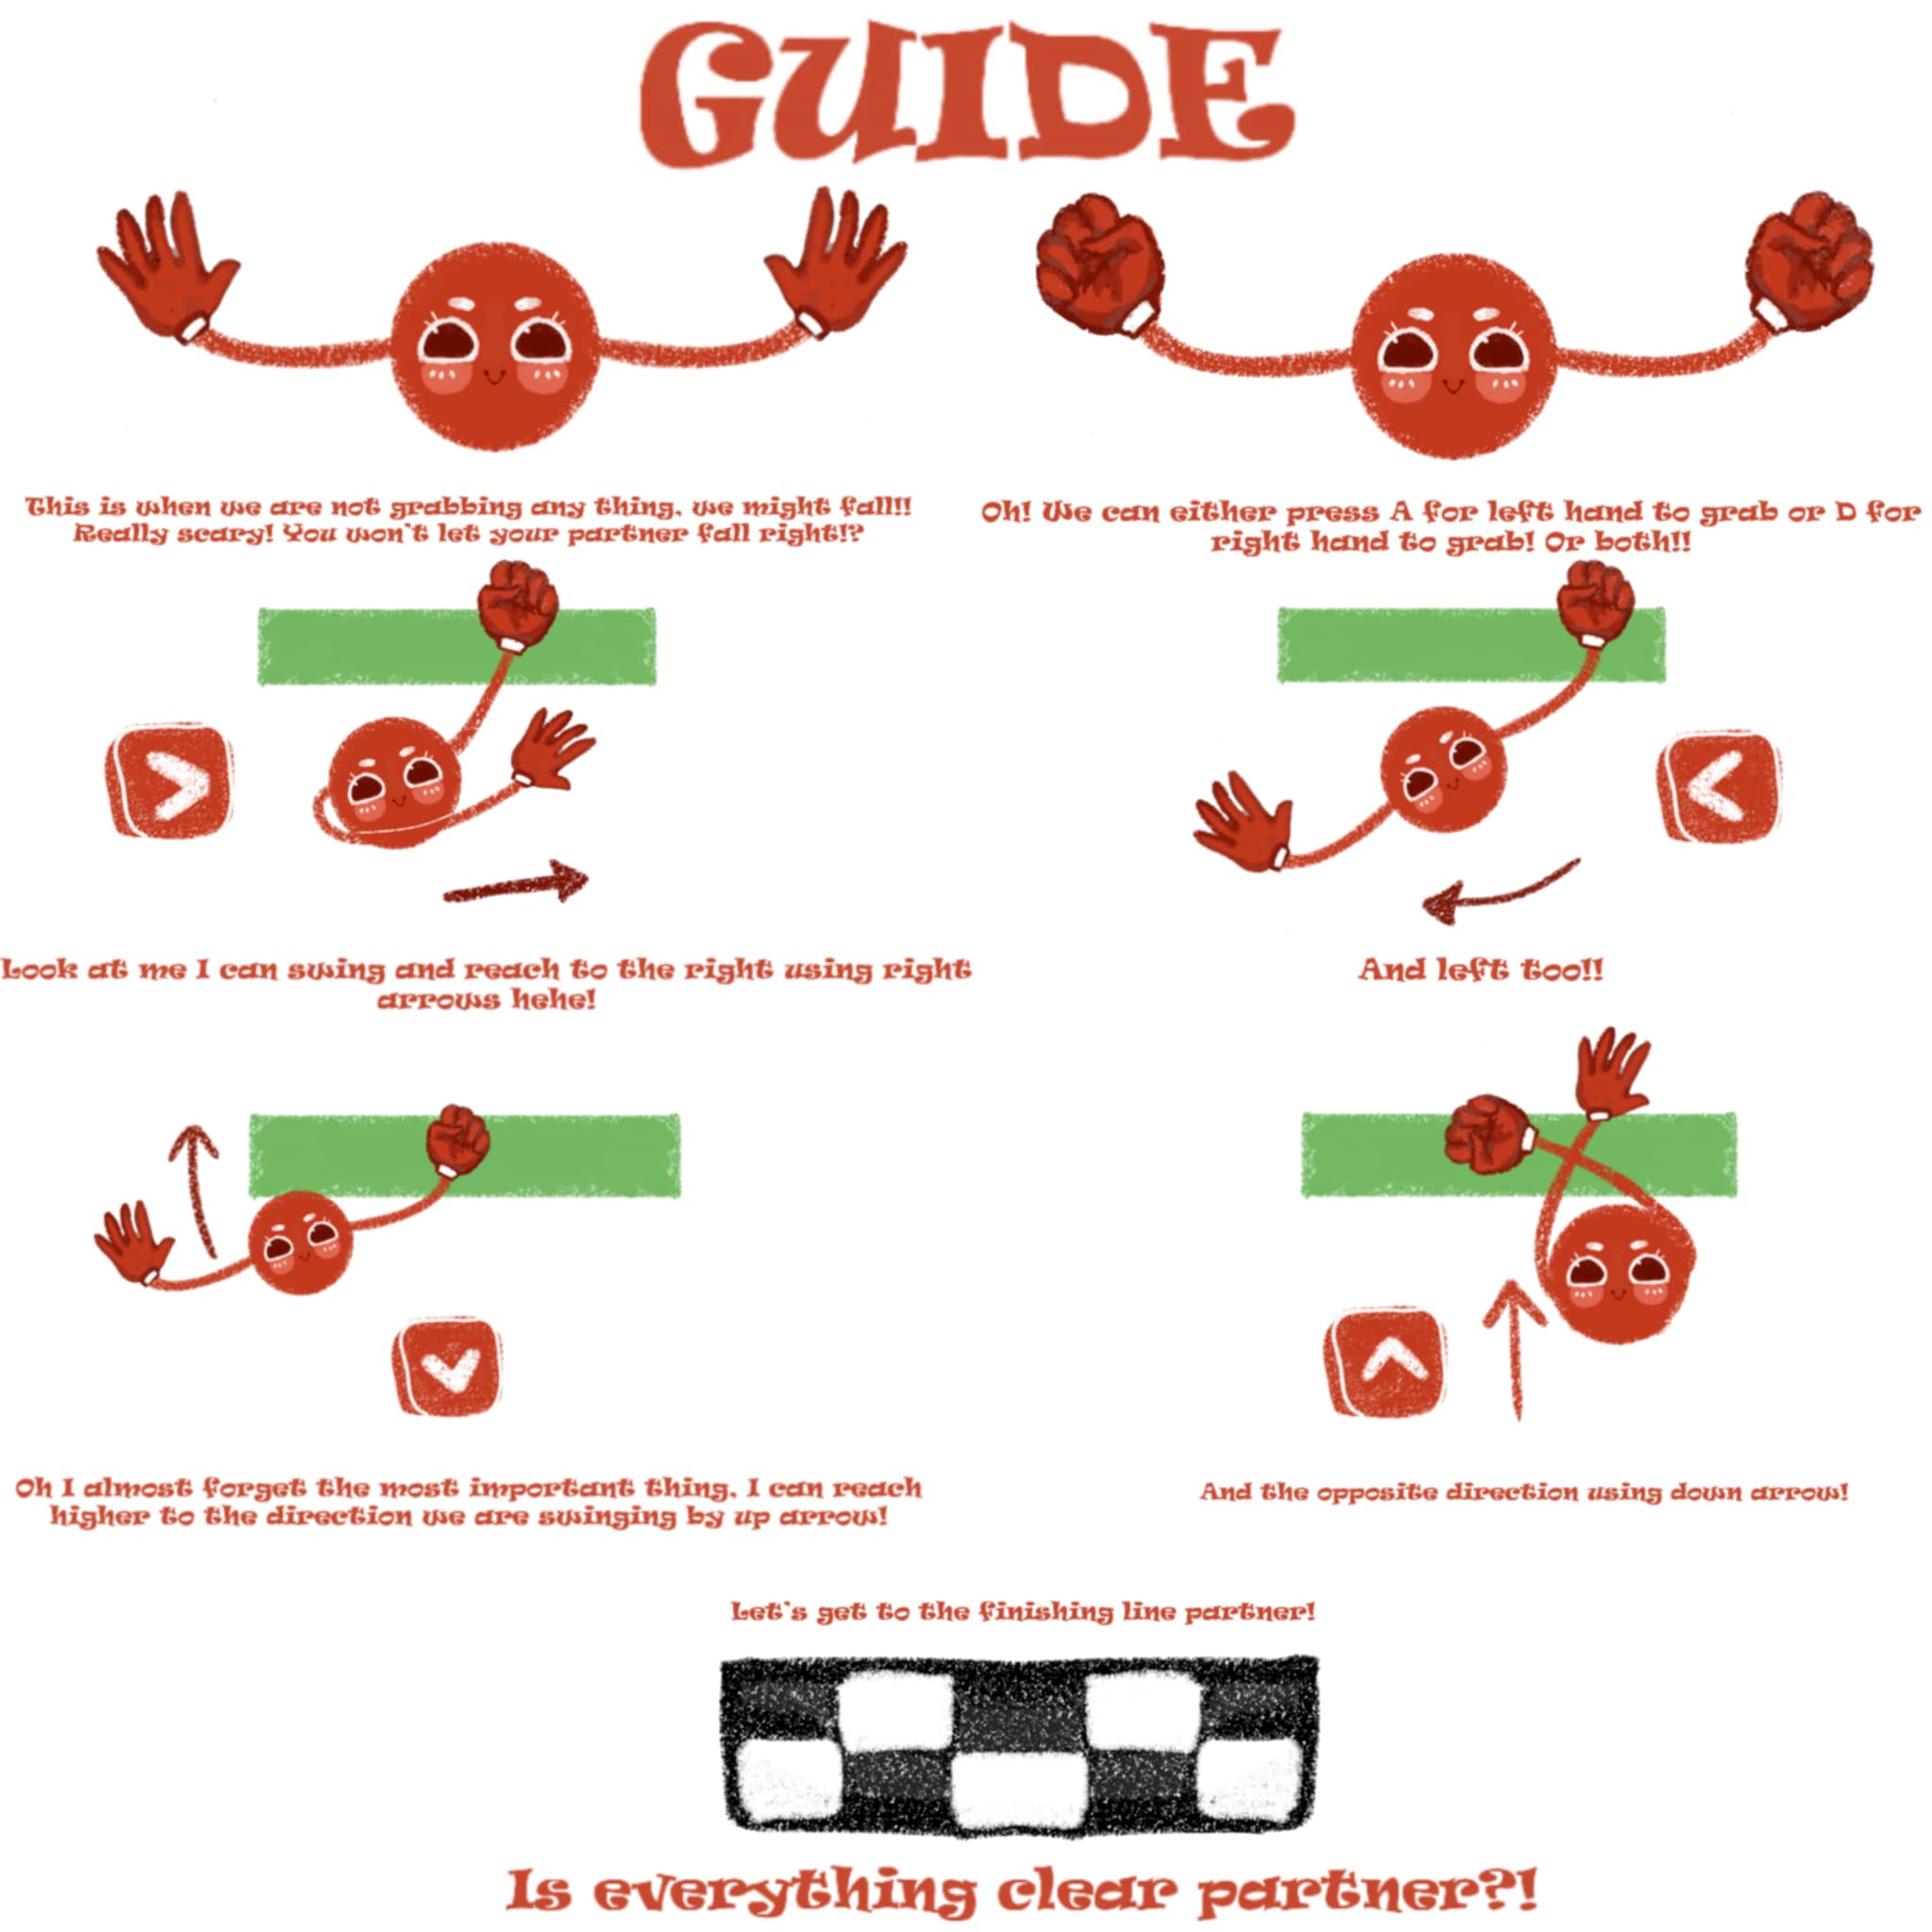 GUIDE
This is when we are not grabbing any thing, we might fall!!
Really scary! You won't let your partner fall right!?
Oh! We can either press A for left hand to grab or D for
right hand to grab! Or both!!
Look at me I can swing and reach to the right using right
arrows hehe!
And left too!!
Oh I almost forget the most important thing, I can reach
higher to the direction we are swinging by up arrow!
And the opposite direction using down arrow!
Let's get to the finishing line partner!
Is everything clear partner?!